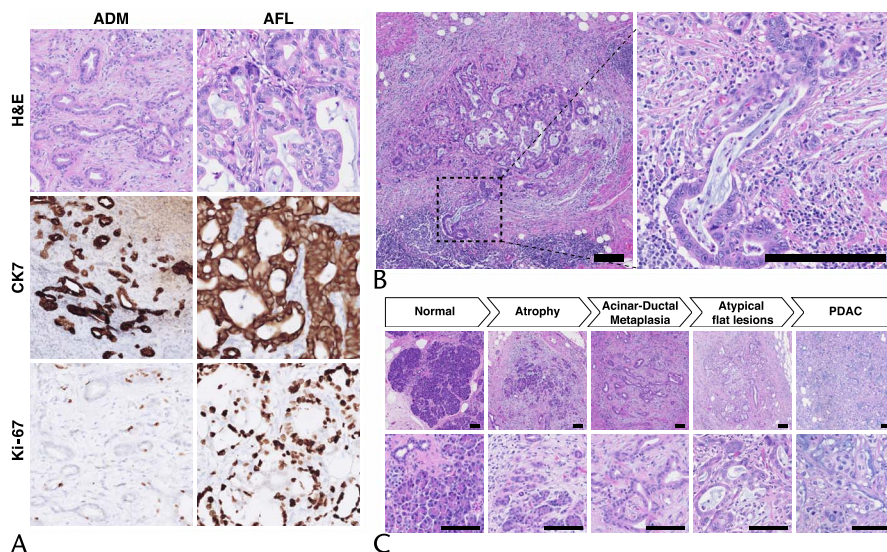 ADM AFL
H&E
CK7
Ki-67
A
B
Normal
Atrophy
Acinar-Ductal
Metaplasia
Atypical
flat lesions
PDAC
C